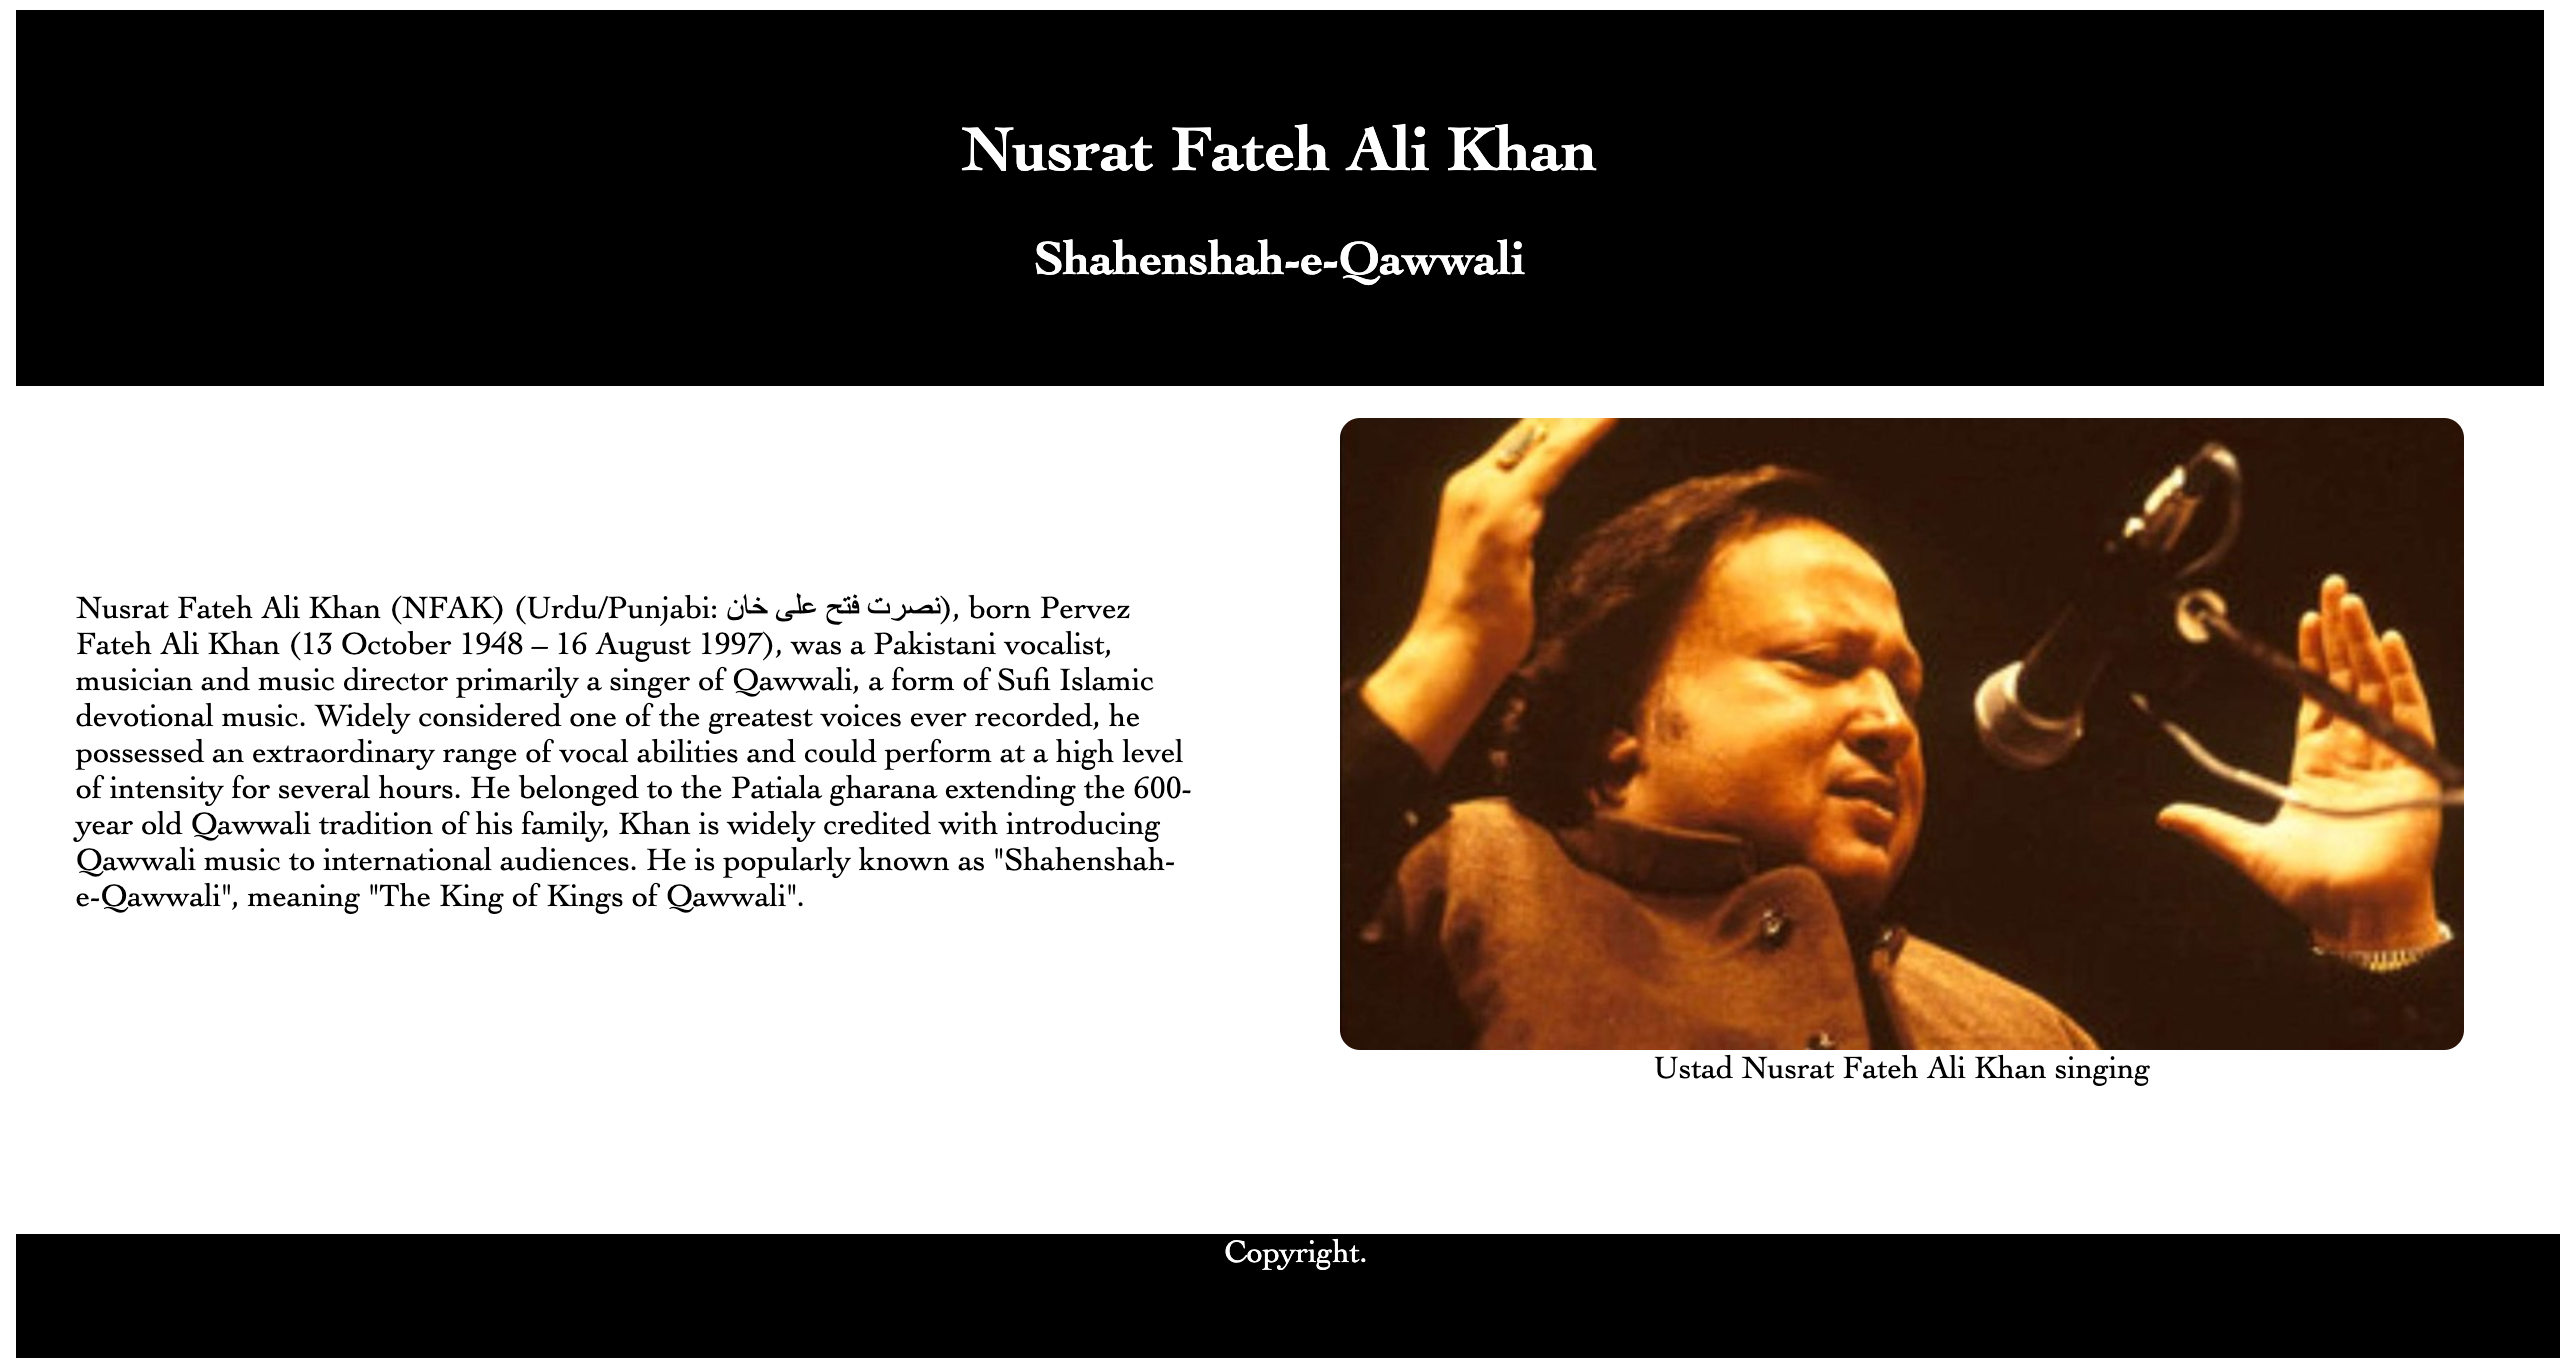 Nusrat Fateh Ali Khan
Shahenshah-e-Qawwali
Nusrat Fateh Ali Khan (NFAK) (Urdu/Punjabi: نصرت فتح علی خان), born Pervez
Fateh Ali Khan (13 October 1948 – 16 August 1997), was a Pakistani vocalist,
musician and music director primarily a singer of Qawwali, a form of Sufi Islamic
devotional music. Widely considered one of the greatest voices ever recorded, he
possessed an extraordinary range of vocal abilities and could perform at a high level
of intensity for several hours. He belonged to the Patiala gharana extending the 600-
year old Qawwali tradition of his family, Khan is widely credited with introducing
Qawwali music to international audiences. He is popularly known as "Shahenshah-
e-Qawwali", meaning "The King of Kings of Qawwali".
Ustad Nusrat Fateh Ali Khan singing
Copyright.